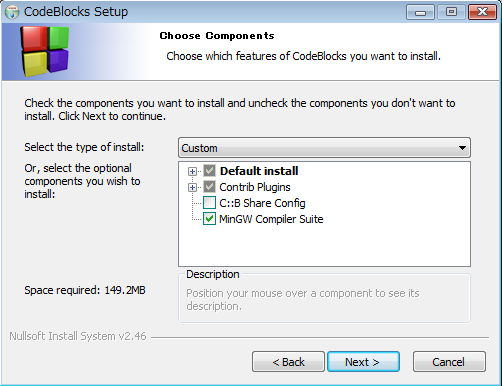 CodeBlocks Setup
Choose Components
Choose which features of CodeBlocks you want to install.
Check the components you want to install and uncheck the components you don't want to
install. Click Next to continue.
Select the type of install:
Custom
Or, select the optional
components you wish to
install:
Default install
Contrib Plugins
C::B Share Config
MinGW Compiler Suite
Space required: 149.2MB
Description
Position your mouse over a component to see its
description.
Nullsoft Install System v2.46
< Back
Next >
Cancel